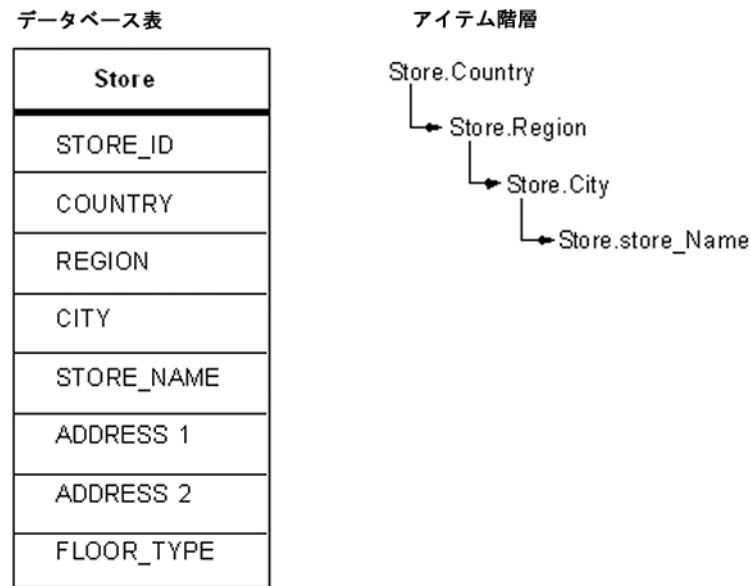 データベース表
Store
STORE_ID
COUNTRY
REGION
CITY
STORE_NAME
ADDRESS 1
ADDRESS 2
FLOOR_TYPE
アイテム階層
Store.Country
Store.Region
Store.City
Store.store_Name